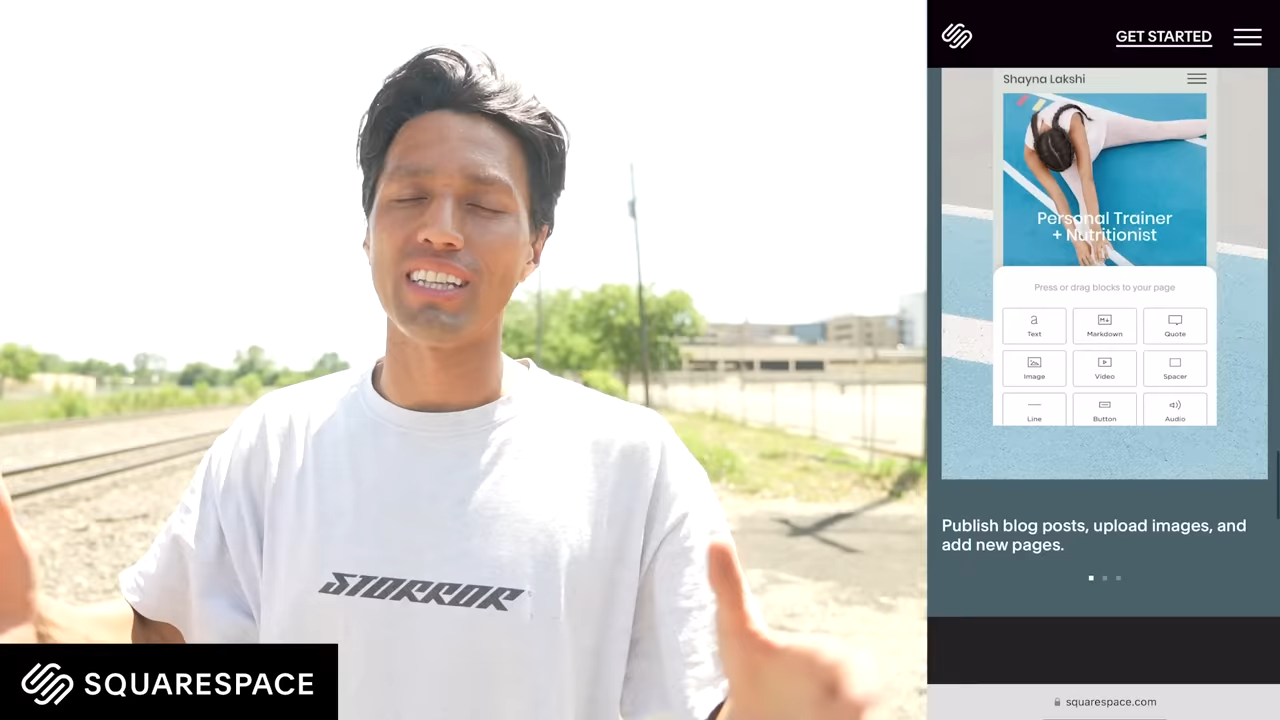 STORROR
SQUARESPACE
GET STARTED
Shayna Lakshi
Personal Trainer
+ Nutritionist
Press or drag blocks to your page
Text
Markdown
Quote
Image
Video
Spacer
Line
Button
Audio
Publish blog posts, upload images, and
add new pages.
squarespace.com